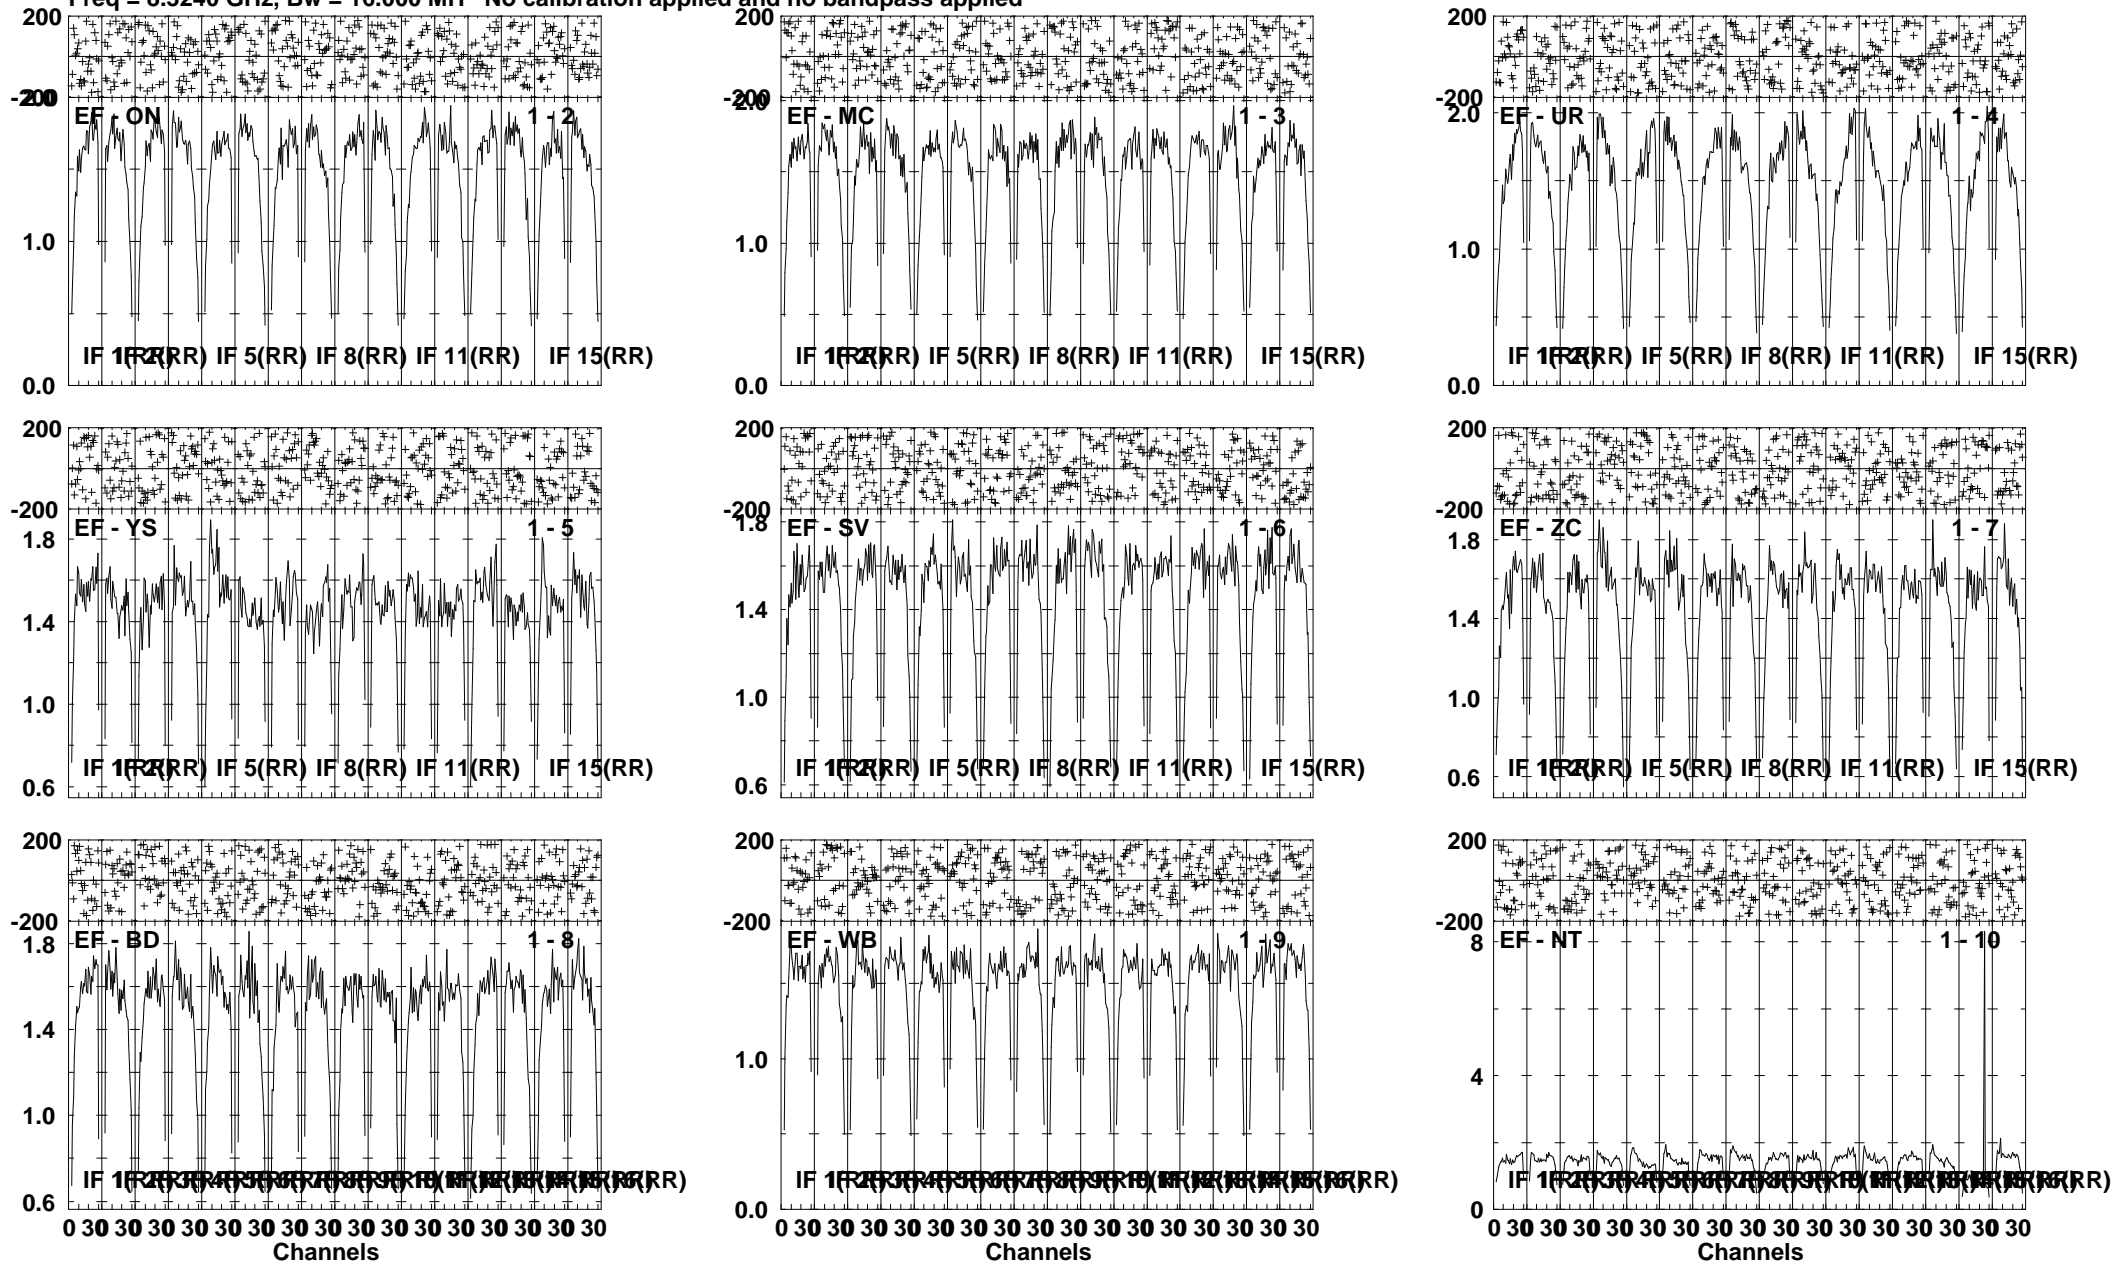 Freq = 8.3240 GHz, Bw = 16.000 MH No calibration applied and no bandpass applied
200 200 200
-200 -200 -200
2.0 2.0
EF - ON 1 - 2 EF - MC 1 - 3 EF - UR 1 - 4
2.0
1.0 1.0 1.0
IF 5(RR) IF 8(RR) IF 11(RR) IF 15(RR) IF 5(RR) IF 8(RR) IF 11(RR) IF 15(RR) IF 5(RR) IF 8(RR) IF 11(RR) IF 15(RR)
0.0 0.0 0.0
200 200 200
-200 -200 -200
EF - YS 1 - 5 EF - SV 1 - 6 EF - ZC 1 - 7
1.8 1.8 1.8
1.4 1.4 1.4
1.0 1.0 1.0
IF 5(RR) IF 8(RR) IF 11(RR) IF 15(RR) IF 5(RR) IF 8(RR) IF 11(RR) IF 15(RR) IF 5(RR) IF 8(RR) IF 11(RR) IF 15(RR)
0.6 0.6 0.6
200 200 200
-200 -200 -200
EF - BD 1 - 8 EF - WB 1 - 9 EF - NT 1 - 10
1.8 8
1.4
1.0 1.0 4
0.6 0.0 0
0 30 30 30 30 30 30 30 30 30 30 30 30 30 30 30 30 0 30 30 30 30 30 30 30 30 30 30 30 30 30 30 30 30 0 30 30 30 30 30 30 30 30 30 30 30 30 30 30 30 30
Channels Channels Channels